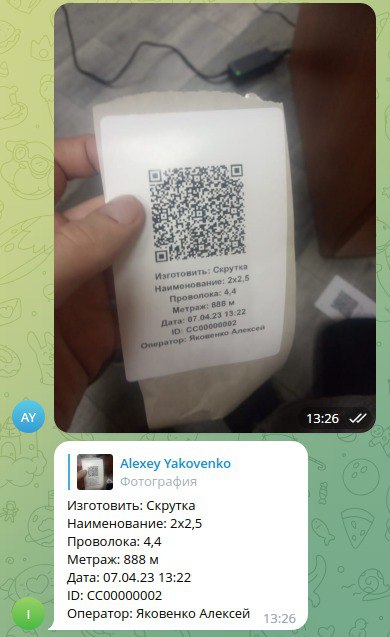 Изготовить: Скрутка
Наименование: 2x2,5
Проволока: 4,4
Метраж: 888 м
Дата: 07.04.23 13:22
ID: CC00000002
Оператор: Яковенко Алексей
13:26
AY
Alexey Yakovenko
Фотография
Изготовить: Скрутка
Наименование: 2x2,5
Проволока: 4,4
Метраж: 888 м
Дата: 07.04.23 13:22
ID: CC00000002
Оператор: Яковенко Алексей
13:26
I